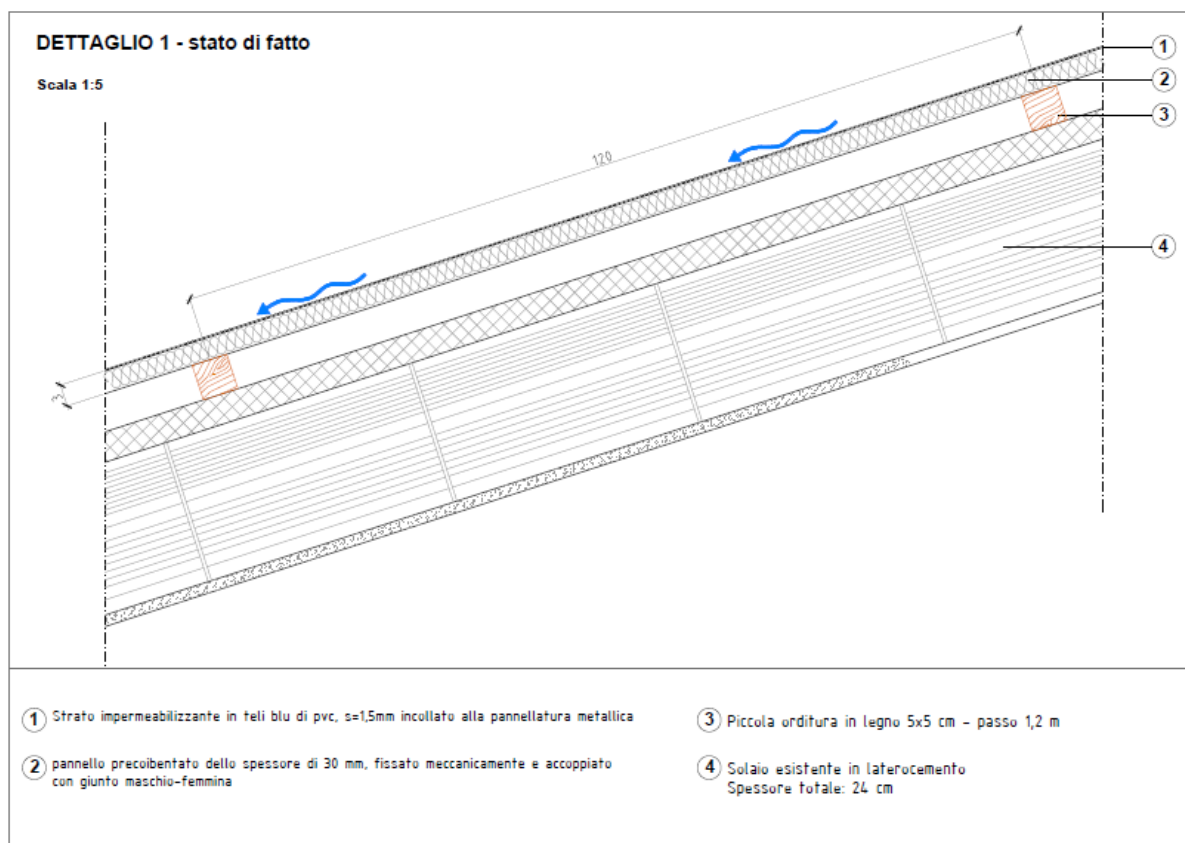 DETTAGLIO 1 - stato di fatto
Scala 1:5
1
2
3
120
4
3
1 Strato impermeabilizzante in teli blu di pvc, s=1,5mm incollato alla pannellatura metallica
2 pannello precoibentato dello spessore di 30 mm, fissato meccanicamente e accoppiato
con giunto maschio-femmina
3 Piccola orditura in legno 5x5 cm - passo 1,2 m
4 Solaio esistente in laterocemento
Spessore totale: 24 cm